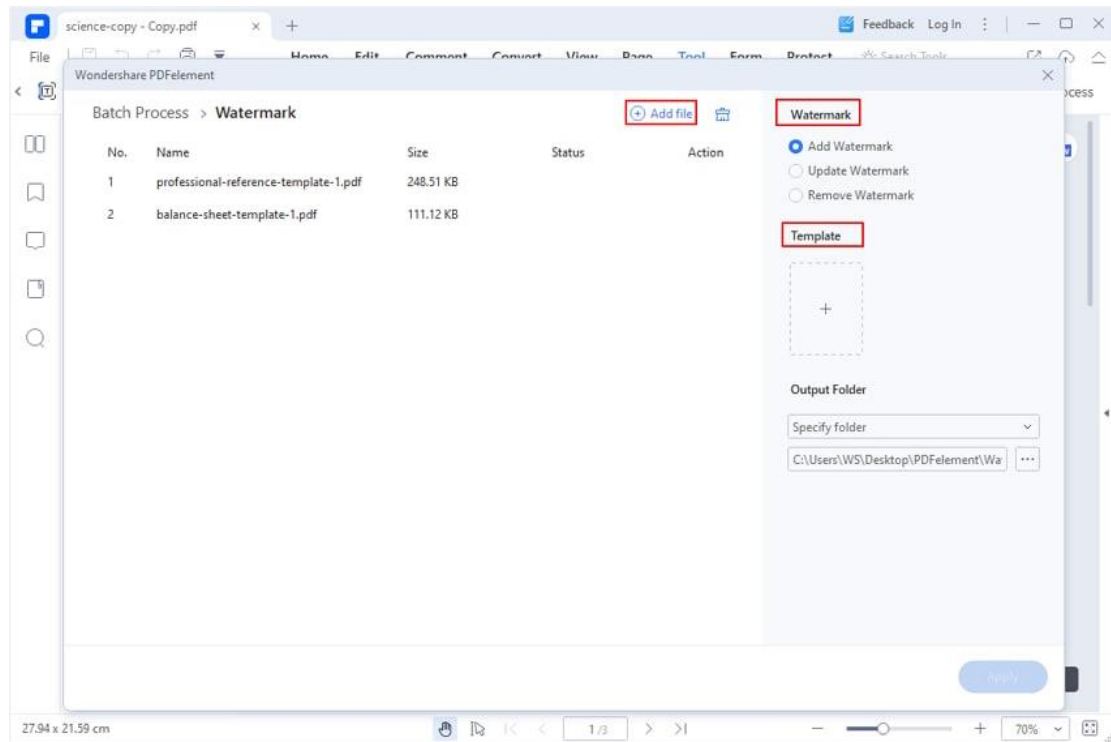 science-copy - Copy.pdf
Feedback Log In
File Home Edit Comment Convert View Page Tool Form Protect Search Tools
Wondershare PDFelement
Batch Process > Watermark
Add file
No. Name Size Status Action
1 professional-reference-template-1.pdf 248.51 KB
2 balance-sheet-template-1.pdf 111.12 KB
Watermark
Add Watermark
Update Watermark
Remove Watermark
Template
Output Folder
Specify folder
C:\Users\WS\Desktop\PDFelement\Wa
Apply
27.94 x 21.59 cm
1 /3
70%